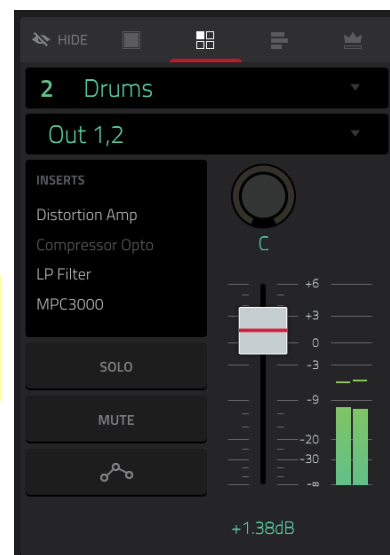 HIDE
2 Drums
Out 1,2
INSERTS
Distortion Amp
Compressor Opto
LP Filter
MPC3000
C
+6
+3
0
-3
-9
-20
-30
-∞
SOLO
MUTE
+1.38dB